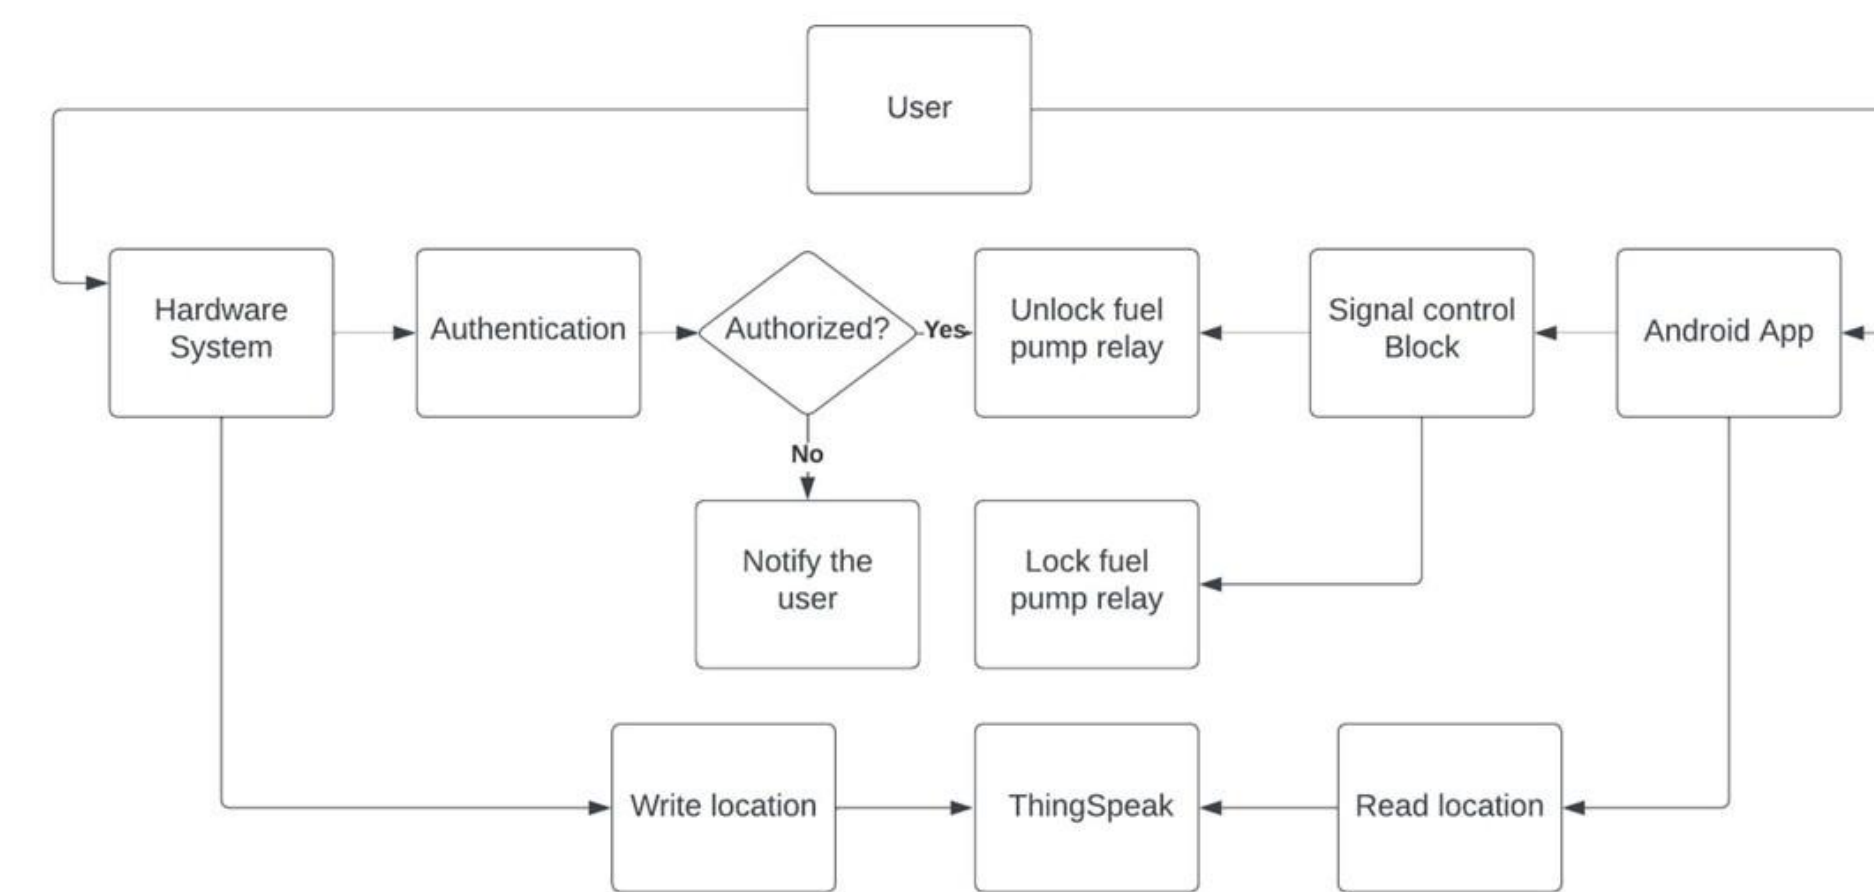 User
Hardware
System
Authentication
Authorized?
Yes
Unlock fuel
pump relay
Signal control
Block
Android App
No
Notify the
user
Lock fuel
pump relay
Write location
ThingSpeak
Read location